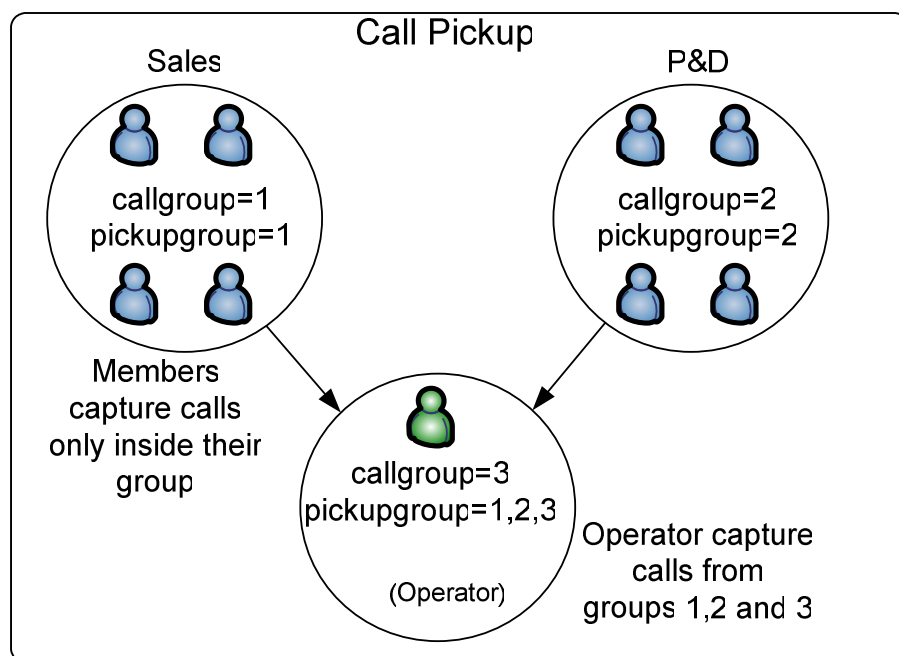 Call Pickup
Sales
callgroup=1
pickupgroup=1
Members
capture calls
only inside their
group
P&D
callgroup=2
pickupgroup=2
callgroup=3
pickupgroup=1,2,3
(Operator)
Operator capture
calls from
groups 1,2 and 3